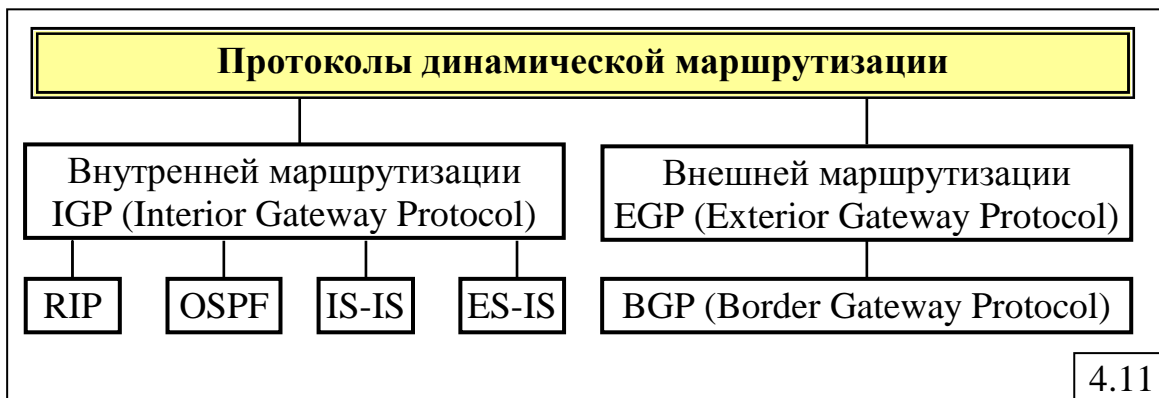 Протоколы динамической маршрутизации
Внутренней маршрутизации
IGP (Interior Gateway Protocol)
Внешней маршрутизации
EGP (Exterior Gateway Protocol)
RIP
OSPF
IS-IS
ES-IS
BGP (Border Gateway Protocol)
4.11